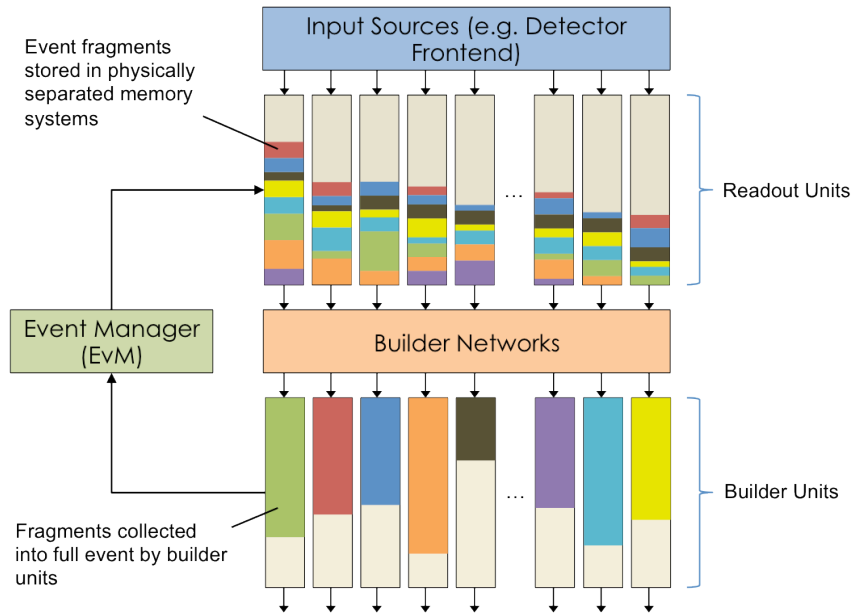 Input Sources (e.g. Detector
Frontend)
Event fragments
stored in physically
separated memory
systems
...
Readout Units
Event Manager
(EvM)
Builder Networks
...
Builder Units
Fragments collected
into full event by builder
units